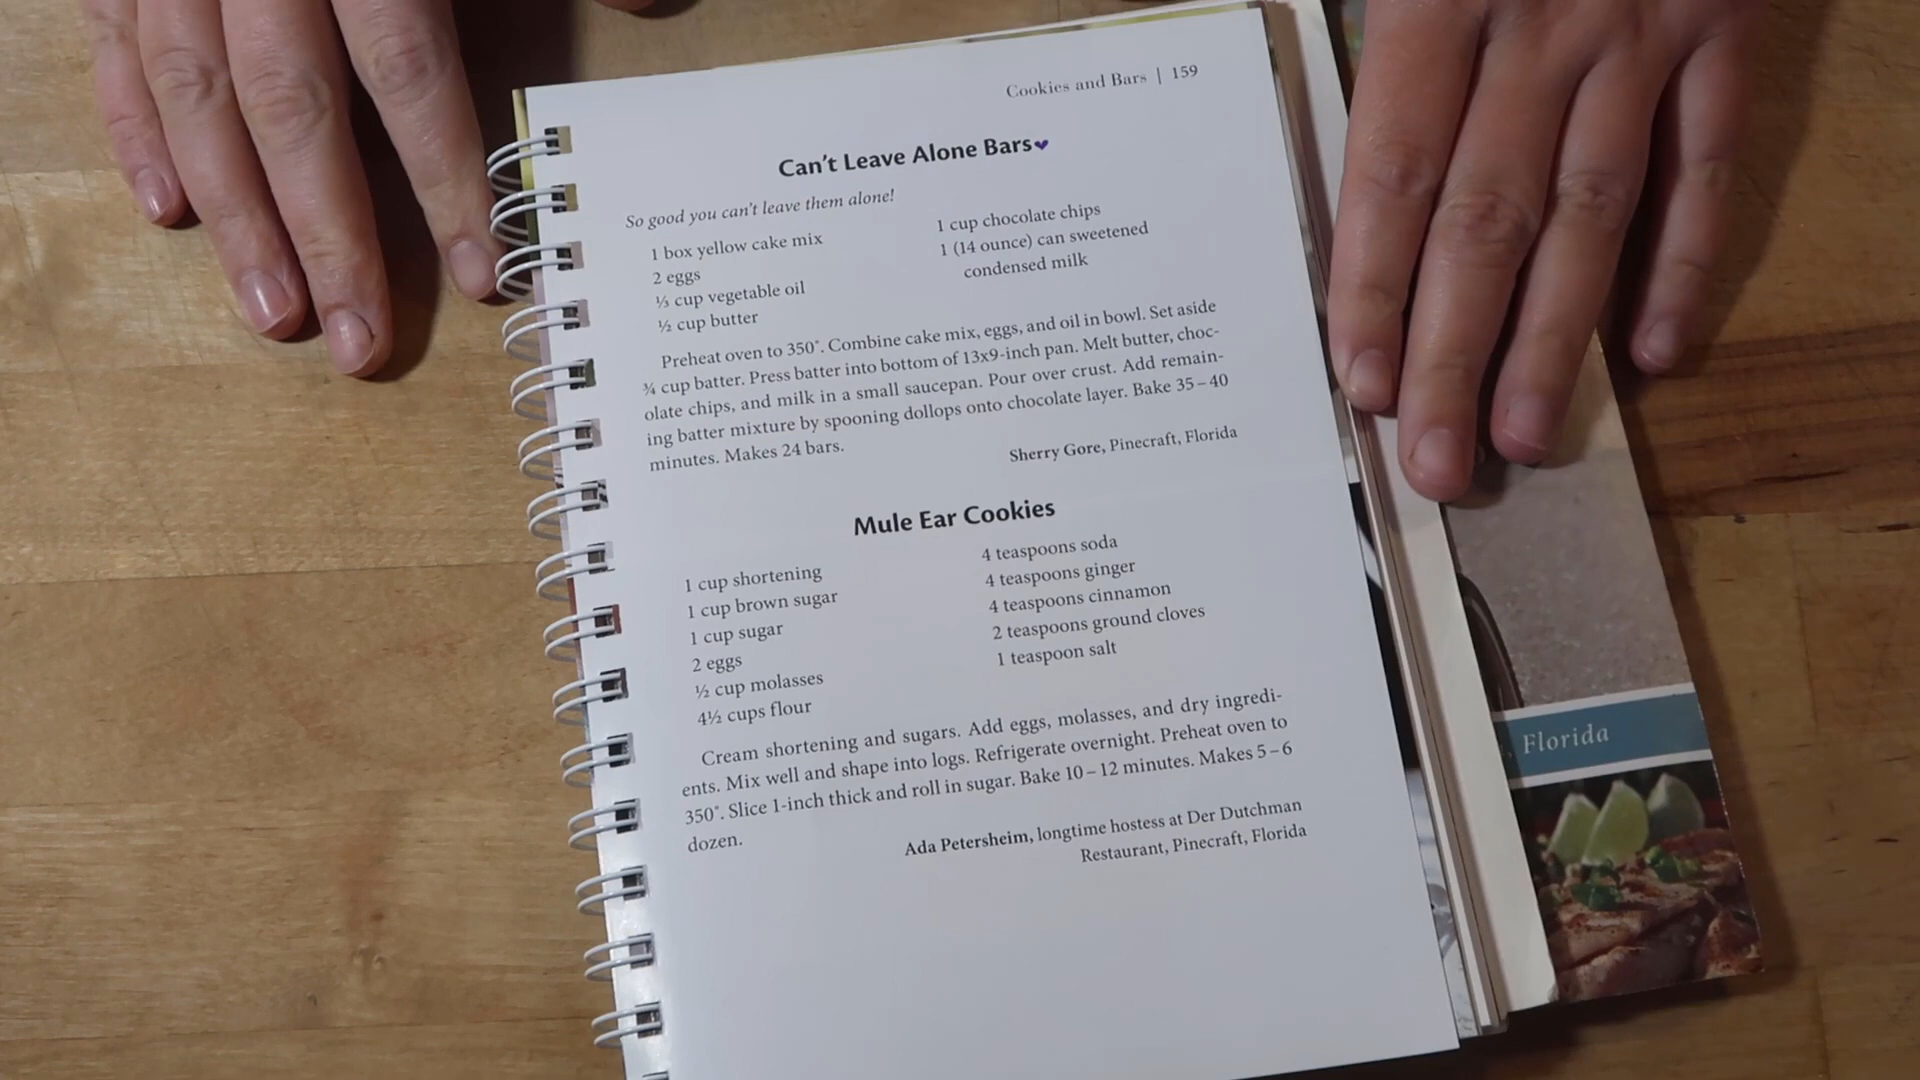 Cookies and Bars | 159
Can't Leave Alone Bars
So good you can't leave them alone!
1 box yellow cake mix
2 eggs
⅓ cup vegetable oil
½ cup butter
1 cup chocolate chips
1 (14 ounce) can sweetened
condensed milk
Preheat oven to 350˚. Combine cake mix, eggs, and oil in bowl. Set aside
¾ cup batter. Press batter into bottom of 13x9-inch pan. Melt butter, choc-
olate chips, and milk in a small saucepan. Pour over crust. Add remain-
ing batter mixture by spooning dollops onto chocolate layer. Bake 35–40
minutes. Makes 24 bars.
Sherry Gore, Pinecraft, Florida
Mule Ear Cookies
1 cup shortening
1 cup brown sugar
1 cup sugar
2 eggs
½ cup molasses
4½ cups flour
4 teaspoons soda
4 teaspoons ginger
4 teaspoons cinnamon
2 teaspoons ground cloves
1 teaspoon salt
Cream shortening and sugars. Add eggs, molasses, and dry ingredi-
ents. Mix well and shape into logs. Refrigerate overnight. Preheat oven to
350˚. Slice 1-inch thick and roll in sugar. Bake 10–12 minutes. Makes 5–6
dozen.
Ada Petersheim, longtime hostess at Der Dutchman
Restaurant, Pinecraft, Florida
, Florida